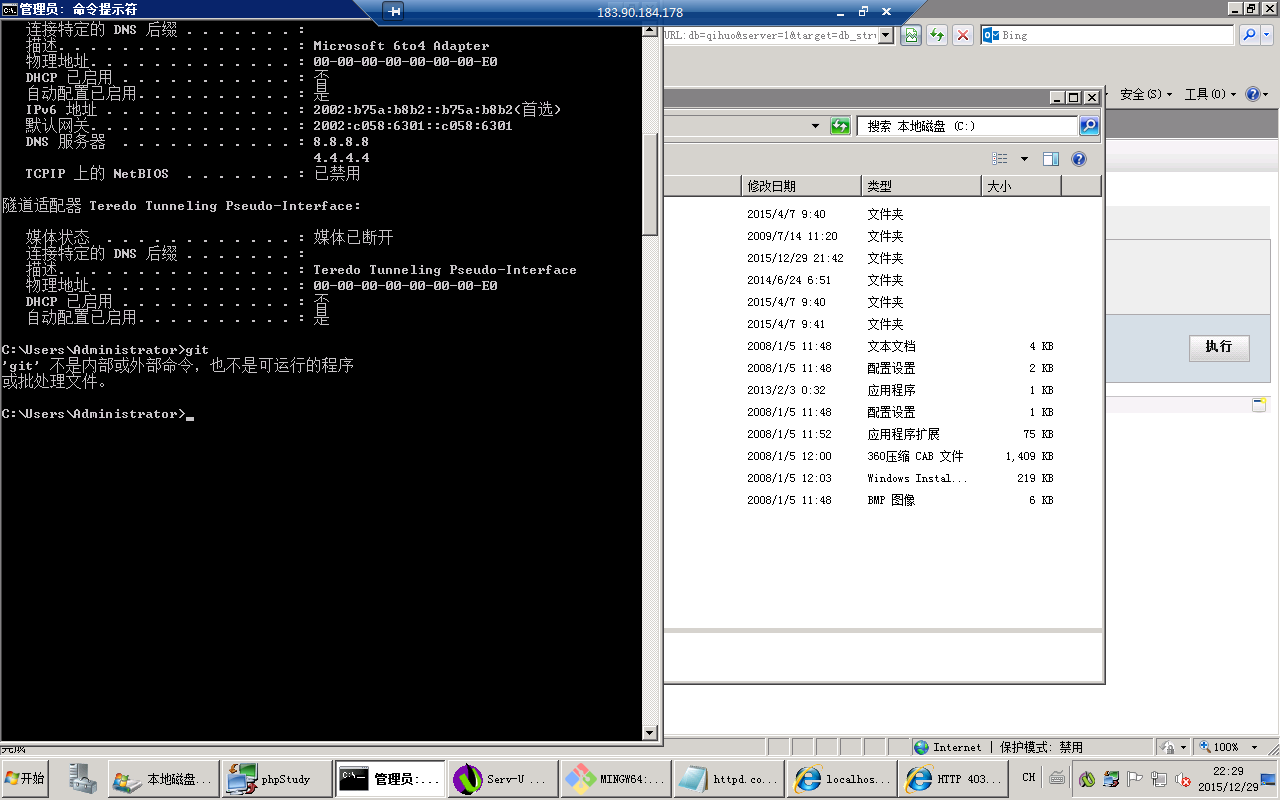 183.90.184.178
管理员: 命令提示符
连接特定的 DNS 后缀 . . . . . . . :
描述. . . . . . . . . . . . . . . : Microsoft 6to4 Adapter
物理地址. . . . . . . . . . . . . : 00-00-00-00-00-00-00-E0
DHCP 已启用 . . . . . . . . . . . : 否
自动配置已启用. . . . . . . . . . : 是
IPv6 地址 . . . . . . . . . . . . : 2002:b75a:b8b2::b75a:b8b2<首选>
默认网关. . . . . . . . . . . . . : 2002:c058:6301::c058:6301
DNS 服务器 . . . . . . . . . . . : 8.8.8.8
4.4.4.4
TCPIP 上的 NetBIOS . . . . . . . : 已禁用
隧道适配器 Teredo Tunneling Pseudo-Interface:
媒体状态 . . . . . . . . . . . . : 媒体已断开
连接特定的 DNS 后缀 . . . . . . . :
描述. . . . . . . . . . . . . . . : Teredo Tunneling Pseudo-Interface
物理地址. . . . . . . . . . . . . : 00-00-00-00-00-00-00-E0
DHCP 已启用 . . . . . . . . . . . : 否
自动配置已启用. . . . . . . . . . : 是
C:\Users\Administrator>git
'git' 不是内部或外部命令，也不是可运行的程序
或批处理文件。
C:\Users\Administrator>
URL:db=qihuo&server=1&target=db_stru
Bing
安全(S)
工具(O)
搜索 本地磁盘 (C:)
修改日期 类型 大小
2015/4/7 9:40 文件夹
2009/7/14 11:20 文件夹
2015/12/29 21:42 文件夹
2014/6/24 6:51 文件夹
2015/4/7 9:40 文件夹
2015/4/7 9:41 文件夹
2008/1/5 11:48 文本文档 4 KB
2008/1/5 11:48 配置设置 2 KB
2013/2/3 0:32 应用程序 1 KB
2008/1/5 11:48 配置设置 1 KB
2008/1/5 11:52 应用程序扩展 75 KB
2008/1/5 12:00 360压缩 CAB 文件 1,409 KB
2008/1/5 12:03 Windows Instal... 219 KB
2008/1/5 11:48 BMP 图像 6 KB
执行
完成
Internet | 保护模式: 禁用
100%
开始
本地磁盘...
phpStudy
管理员:...
Serv-U ...
MINGW64:...
httpd.co...
localhos...
HTTP 403...
CH
22:29
2015/12/29